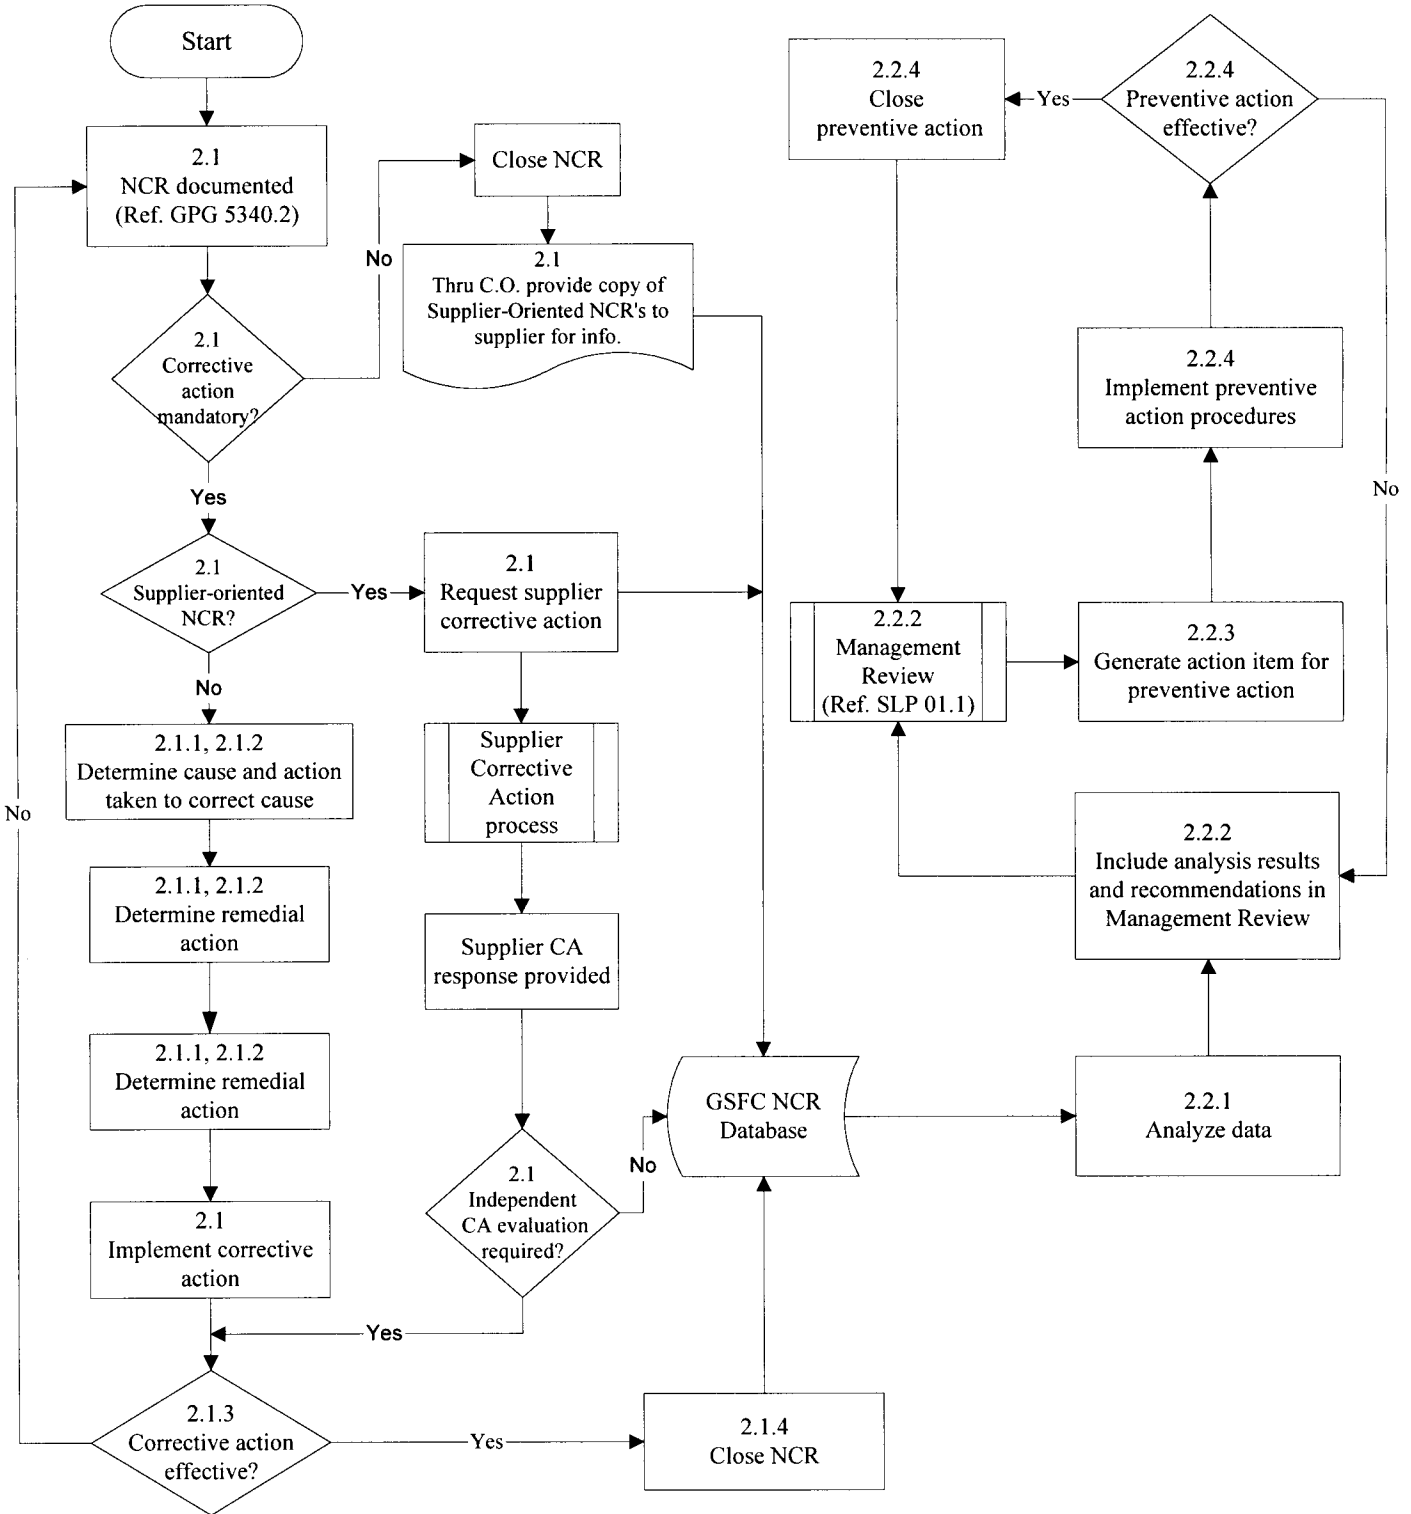 Start
2.1
NCR documented
(Ref. GPG 5340.2)
2.1
Corrective
action
mandatory?
No
Close NCR
2.1
Thru C.O. provide copy of
Supplier-Oriented NCR's to
supplier for info.
Yes
2.1
Supplier-oriented
NCR?
Yes
2.1
Request supplier
corrective action
No
2.1.1, 2.1.2
Determine cause and action
taken to correct cause
2.1.1, 2.1.2
Determine remedial
action
2.1.1, 2.1.2
Determine remedial
action
2.1
Implement corrective
action
Supplier
Corrective
Action
process
Supplier CA
response provided
2.1
Independent
CA evaluation
required?
No
Yes
2.1.3
Corrective action
effective?
No
Yes
2.1.4
Close NCR
GSFC NCR
Database
2.2.1
Analyze data
2.2.2
Include analysis results
and recommendations in
Management Review
2.2.2
Management
Review
(Ref. SLP 01.1)
2.2.3
Generate action item for
preventive action
2.2.4
Implement preventive
action procedures
2.2.4
Preventive action
effective?
Yes
2.2.4
Close
preventive action
No